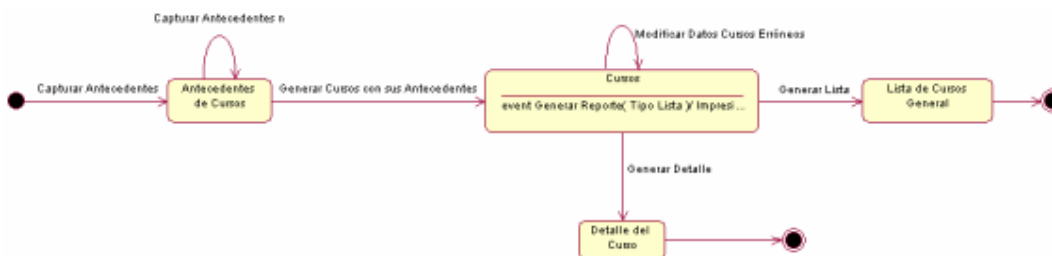 Capturar Antecedentes n
Modificar Datos Cursos Erróneos
Capturar Antecedentes
Antecedentes
de Cursos
Generar Cursos con sus Antecedentes
Cursos
event Generar Reporte( Tipo Lista )/ Impresi...
Generar Lista
Lista de Cursos
General
Generar Detalle
Detalle del
Curso